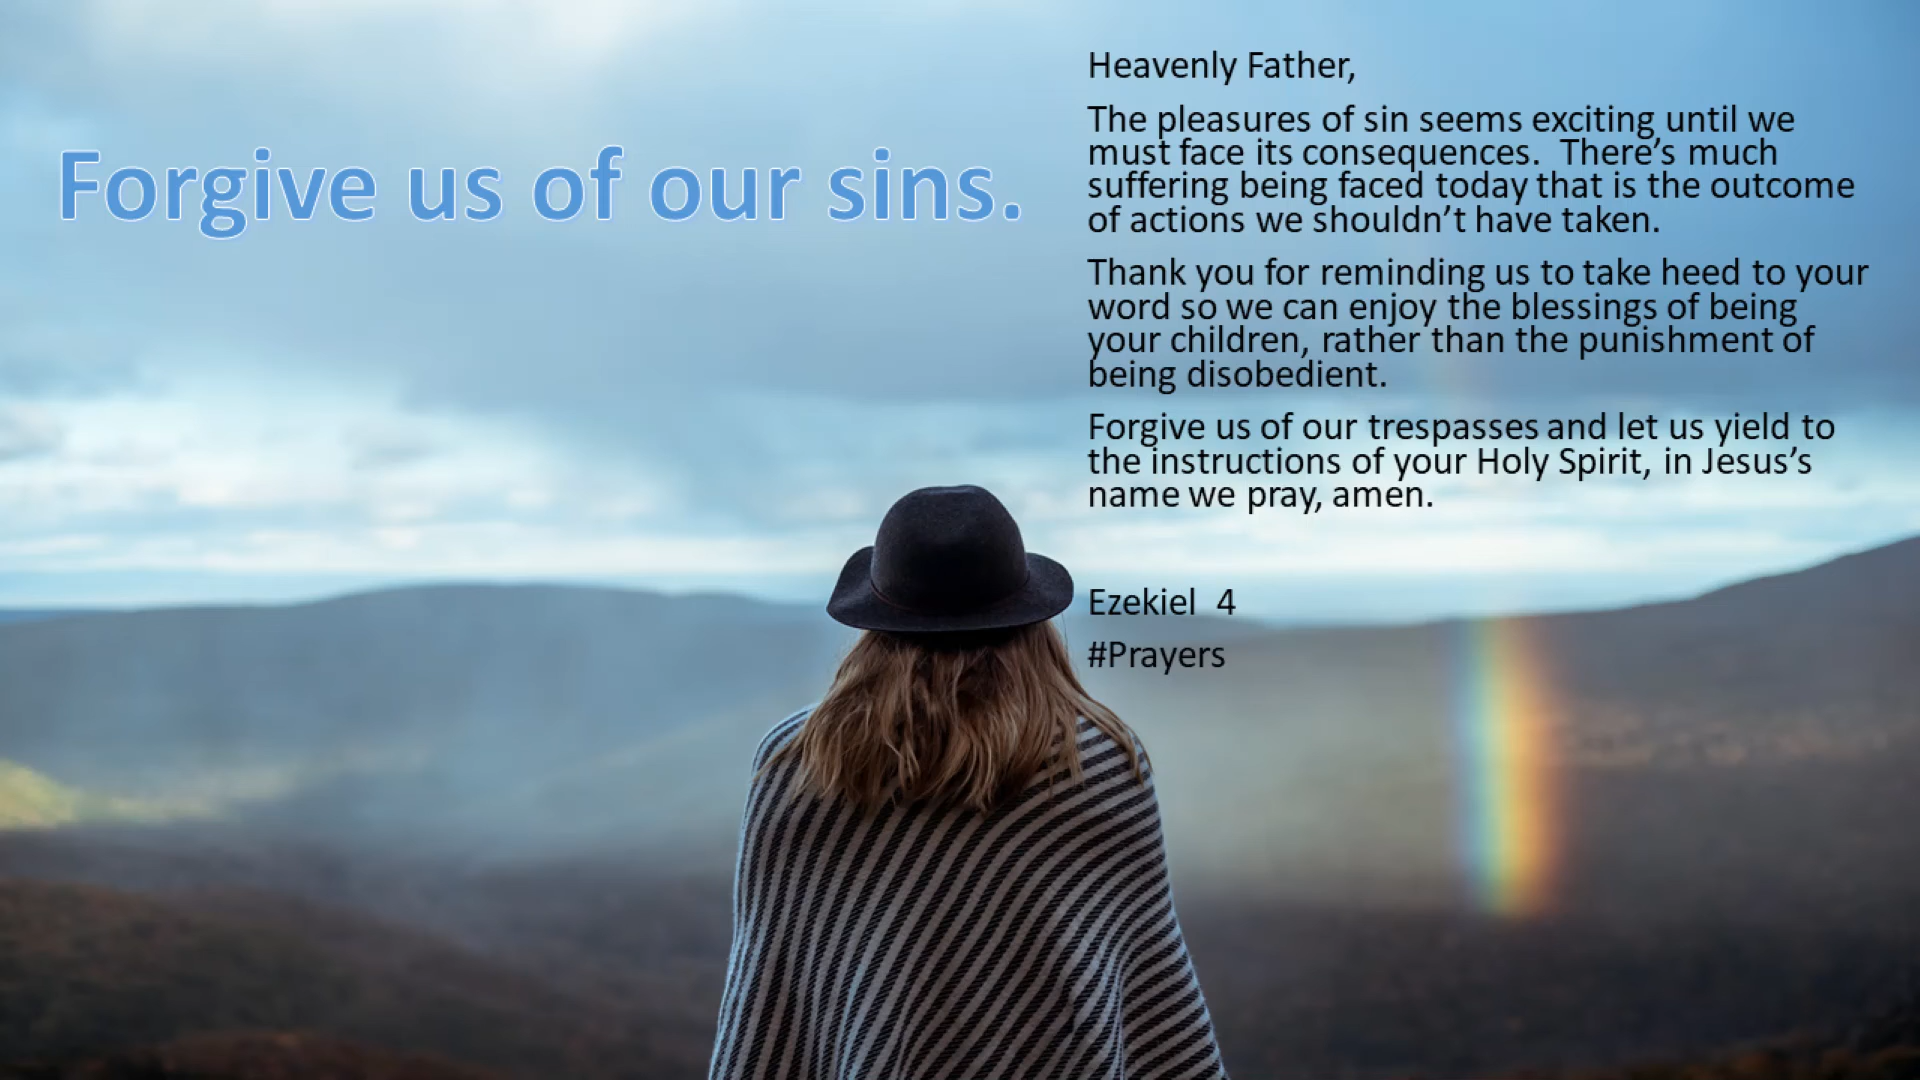 Forgive us of our sins.
Heavenly Father,
The pleasures of sin seems exciting until we
must face its consequences.  There’s much
suffering being faced today that is the outcome
of actions we shouldn’t have taken.
Thank you for reminding us to take heed to your
word so we can enjoy the blessings of being
your children, rather than the punishment of
being disobedient.
Forgive us of our trespasses and let us yield to
the instructions of your Holy Spirit, in Jesus’s
name we pray, amen.
Ezekiel  4
#Prayers